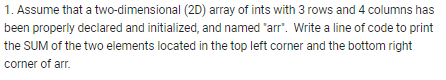 1. Assume that a two-dimensional (2D) array of ints with 3 rows and 4 columns has
been properly declared and initialized, and named "arr". Write a line of code to print
the SUM of the two elements located in the top left corner and the bottom right
corner of arr.